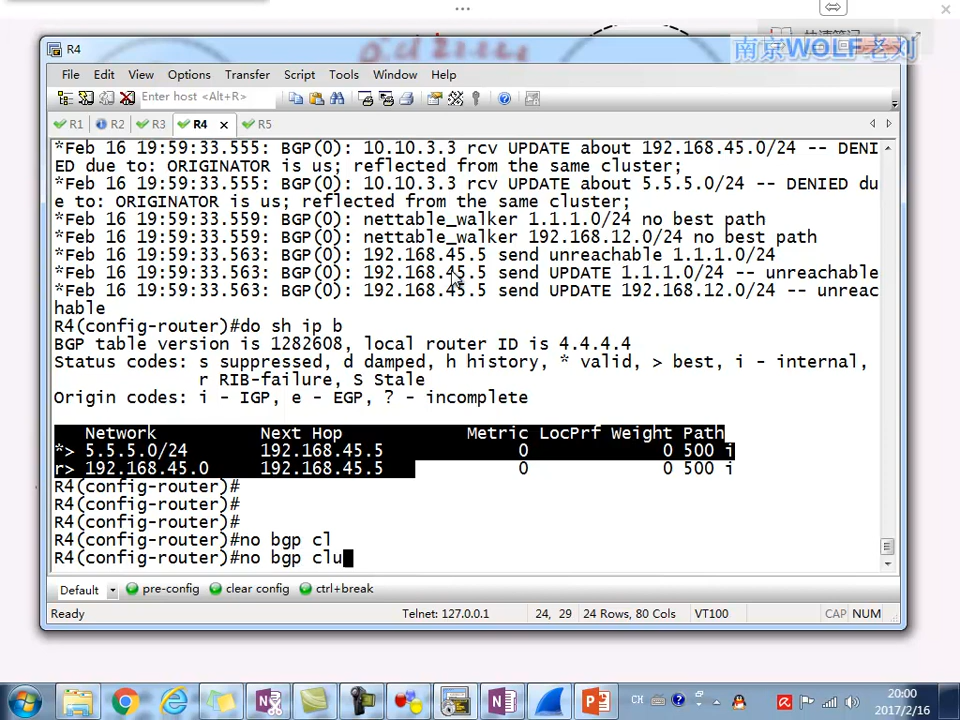 南京WOLF老刘
R4
File Edit View Options Transfer Script Tools Window Help
Enter host <Alt+R>
R1 R2 R3 R4 R5
*Feb 16 19:59:33.555: BGP(0): 10.10.3.3 rcv UPDATE about 192.168.45.0/24 -- DENI
ED due to: ORIGINATOR is us; reflected from the same cluster;
*Feb 16 19:59:33.555: BGP(0): 10.10.3.3 rcv UPDATE about 5.5.5.0/24 -- DENIED du
e to: ORIGINATOR is us; reflected from the same cluster;
*Feb 16 19:59:33.559: BGP(0): nettable_walker 1.1.1.0/24 no best path
*Feb 16 19:59:33.559: BGP(0): nettable_walker 192.168.12.0/24 no best path
*Feb 16 19:59:33.563: BGP(0): 192.168.45.5 send unreachable 1.1.1.0/24
*Feb 16 19:59:33.563: BGP(0): 192.168.45.5 send UPDATE 1.1.1.0/24 -- unreachable
*Feb 16 19:59:33.563: BGP(0): 192.168.45.5 send UPDATE 192.168.12.0/24 -- unreac
hable
R4(config-router)#do sh ip b
BGP table version is 1282608, local router ID is 4.4.4.4
Status codes: s suppressed, d damped, h history, * valid, > best, i - internal,
r RIB-failure, S Stale
Origin codes: i - IGP, e - EGP, ? - incomplete
Network Next Hop Metric LocPrf Weight Path
*> 5.5.5.0/24 192.168.45.5 0 0 500 i
r> 192.168.45.0 192.168.45.5 0 0 500 i
R4(config-router)#
R4(config-router)#
R4(config-router)#
R4(config-router)#no bgp cl
R4(config-router)#no bgp clu
Default pre-config clear config ctrl+break
Ready Telnet: 127.0.0.1 24, 29 24 Rows, 80 Cols VT100 CAP NUM
CH 20:00
2017/2/16